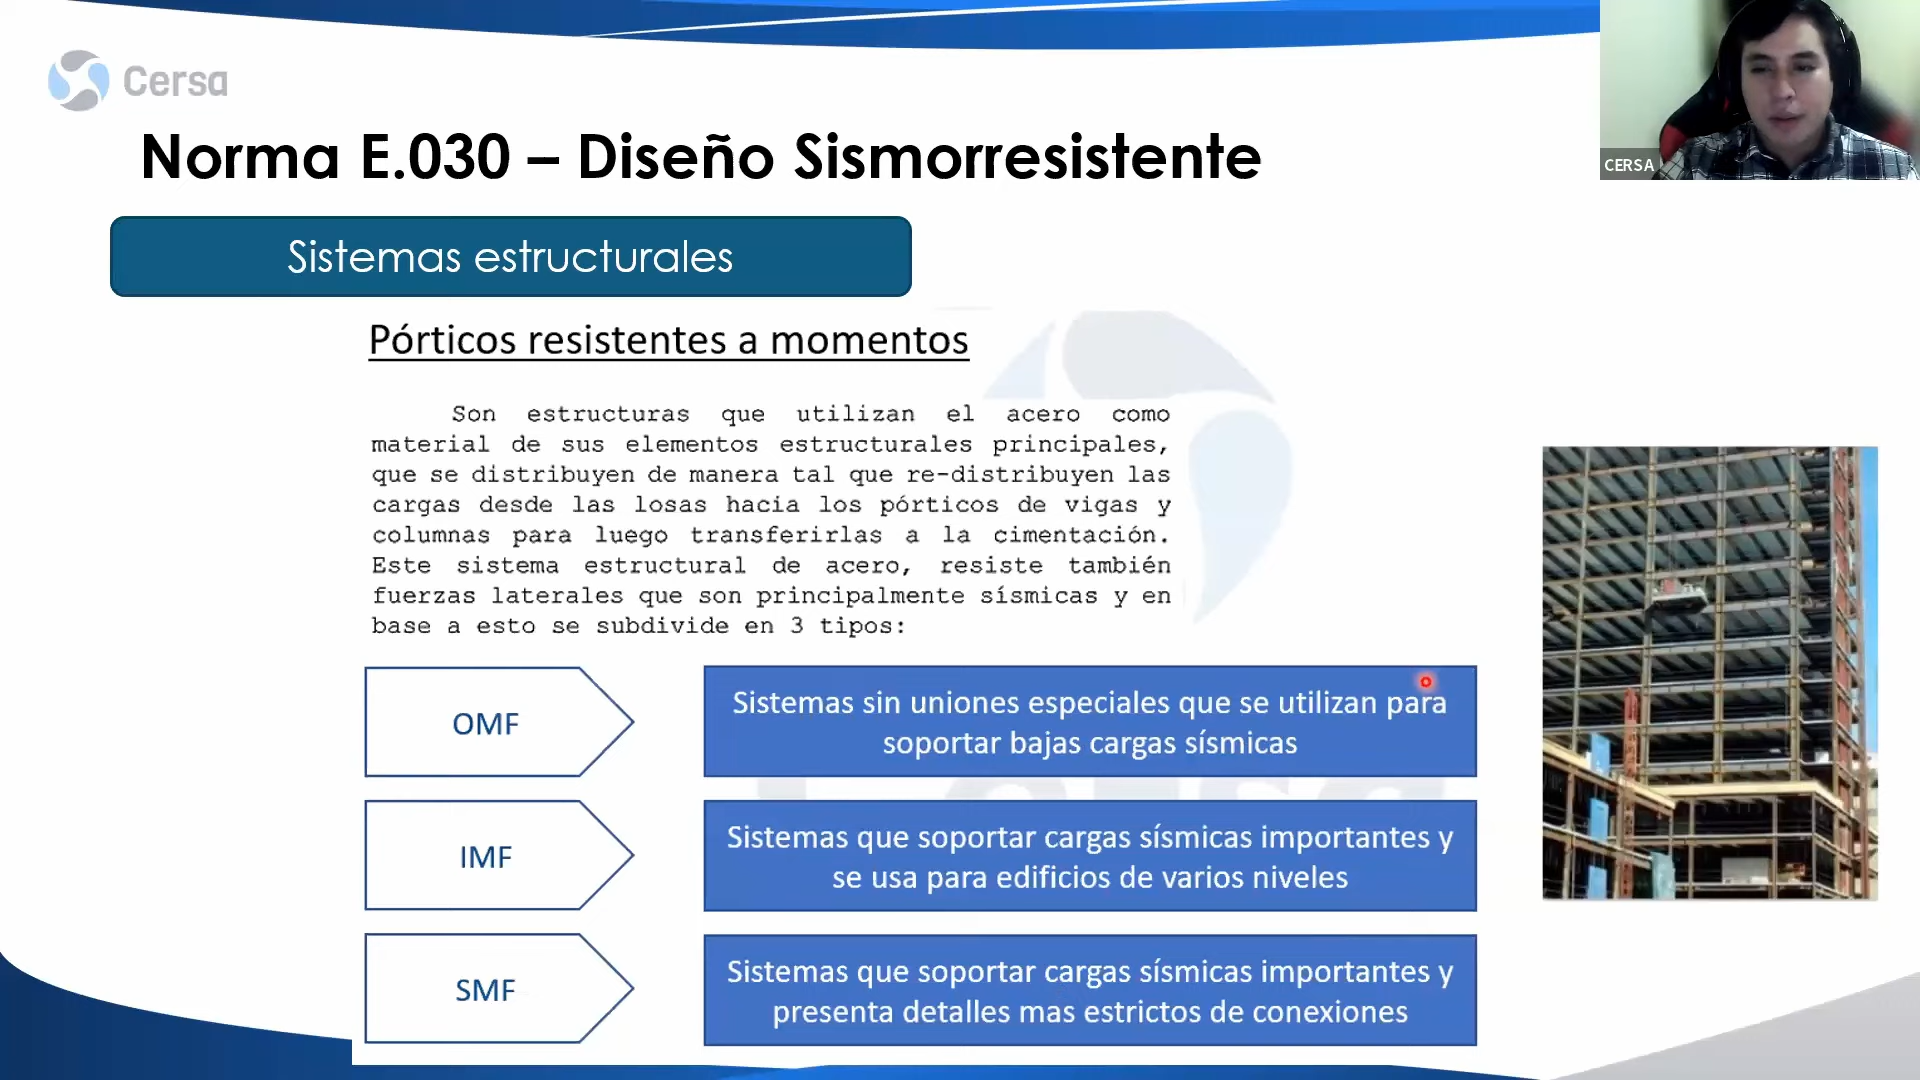 Cersa
CERSA
Norma E.030 – Diseño Sismorresistente
Sistemas estructurales
Pórticos resistentes a momentos
Son estructuras que utilizan el acero como
material de sus elementos estructurales principales,
que se distribuyen de manera tal que re-distribuyen las
cargas desde las losas hacia los pórticos de vigas y
columnas para luego transferirlas a la cimentación.
Este sistema estructural de acero, resiste también
fuerzas laterales que son principalmente sísmicas y en
base a esto se subdivide en 3 tipos:
OMF
Sistemas sin uniones especiales que se utilizan para
soportar bajas cargas sísmicas
IMF
Sistemas que soportar cargas sísmicas importantes y
se usa para edificios de varios niveles
SMF
Sistemas que soportar cargas sísmicas importantes y
presenta detalles mas estrictos de conexiones